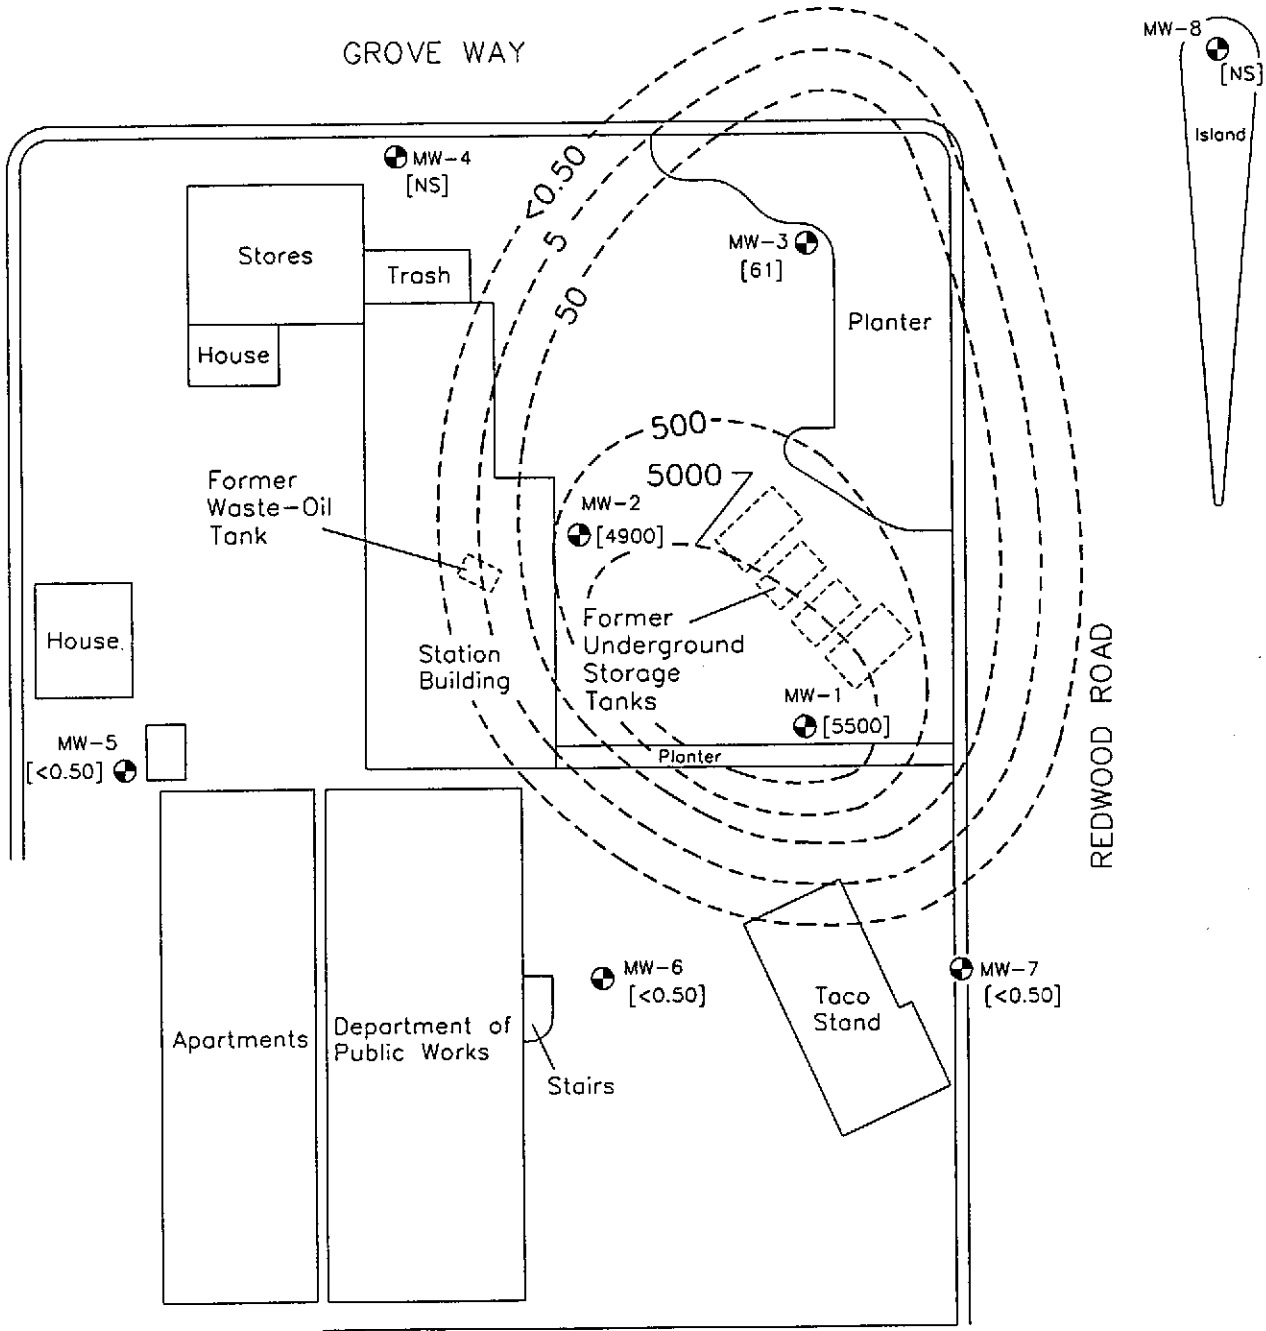 GROVE WAY
MW-8
[NS]
Island
MW-4
[NS]
<0.50
5
50
MW-3
[61]
Stores
Trash
Planter
House
500
5000
Former
Waste-Oil
Tank
MW-2
[4900]
Former
Underground
Storage
Tanks
House
Station
Building
MW-1
[5500]
REDWOOD ROAD
MW-5
[<0.50]
Planter
MW-6
[<0.50]
MW-7
[<0.50]
Taco
Stand
Apartments
Department of
Public Works
Stairs